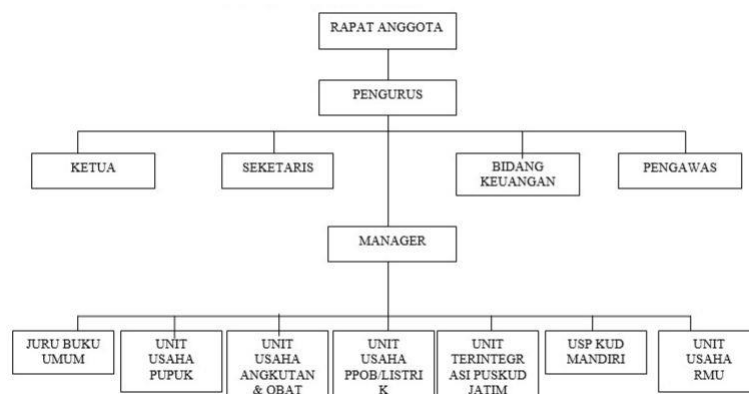 RAPAT ANGGOTA
PENGURUS
KETUA
SEKETARIS
BIDANG
KEUANGAN
PENGAWAS
MANAGER
JURU BUKU
UMUM
UNIT
USAHA
PUPUK
UNIT
USAHA
ANGKUTAN
& OBAT
UNIT
USAHA
PPOB/LISTRI
K
UNIT
TERINTEGR
ASI PUSKUD
JATIM
USP KUD
MANDIRI
UNIT
USAHA
RMU